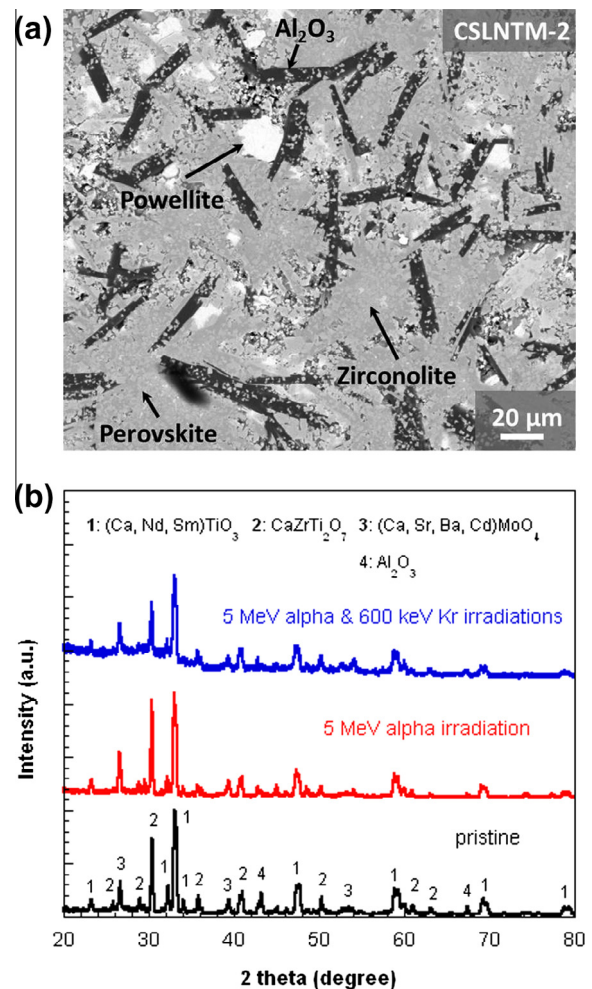 (a)
Al₂O₃
CSLNTM-2
Powellite
Zirconolite
Perovskite
20 µm
(b)
1: (Ca, Nd, Sm)TiO₃ 2: CaZrTi₂O₇ 3: (Ca, Sr, Ba, Cd)MoO₄
4: Al₂O₃
5 MeV alpha & 600 keV Kr irradiations
5 MeV alpha irradiation
pristine
1 2 3 2 2 1 1 1 2 3 2 4 1 2 3 1 2 2 4 1 1
Intensity (a.u.)
20 30 40 50 60 70 80
2 theta (degree)